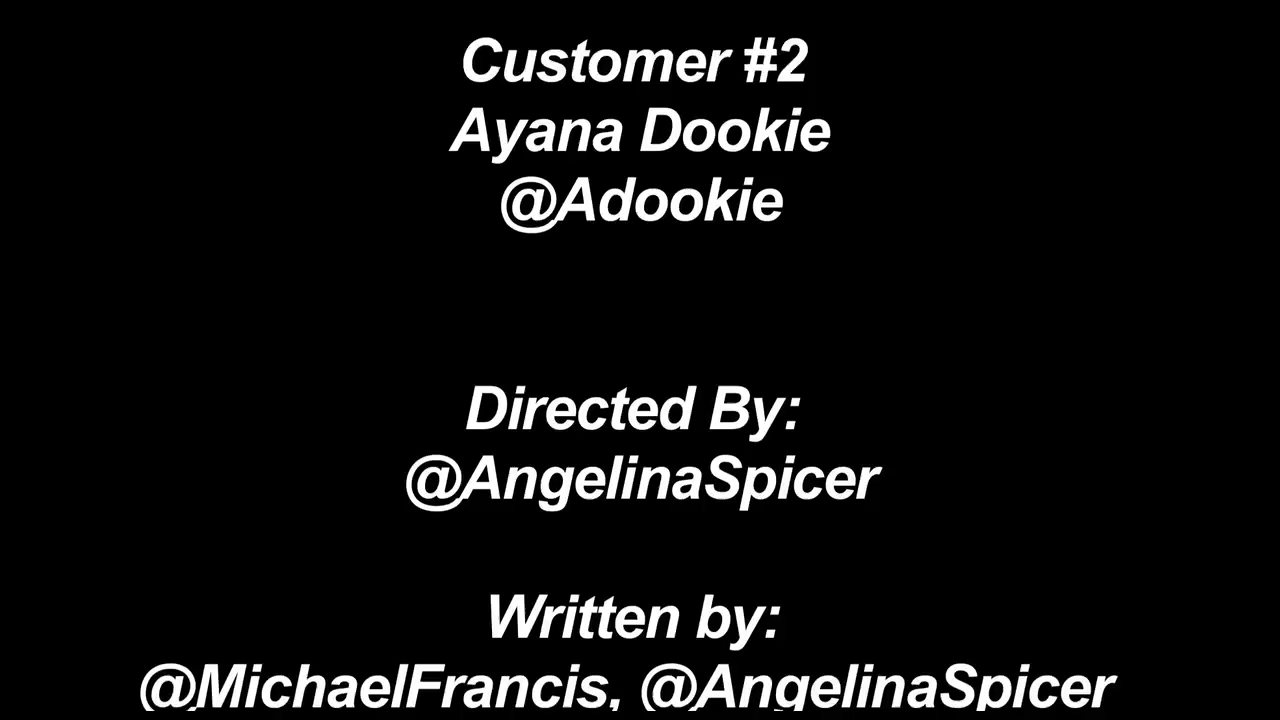 Customer #2
Ayana Dookie
@Adookie
Directed By:
@AngelinaSpicer
Written by:
@MichaelFrancis, @AngelinaSpicer